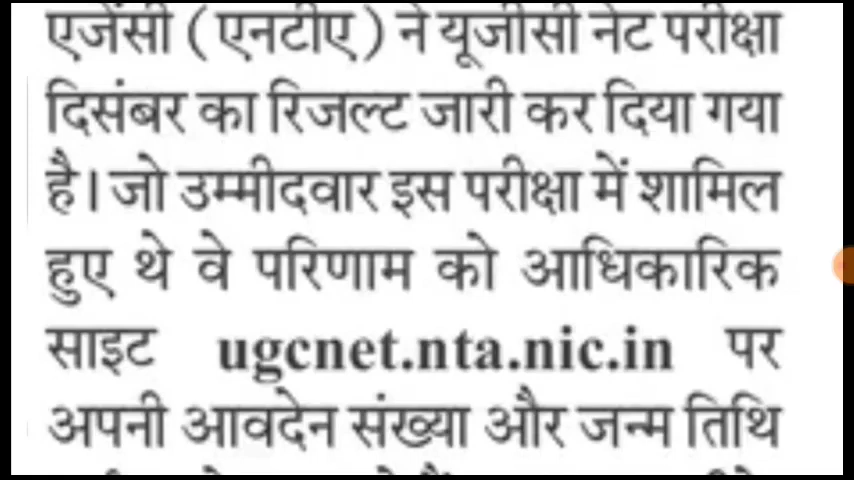 एजेंसी (एनटीए) ने यूजीसी नेट परीक्षा
दिसंबर का रिजल्ट जारी कर दिया गया
है। जो उम्मीदवार इस परीक्षा में शामिल
हुए थे वे परिणाम को आधिकारिक
साइट ugcnet.nta.nic.in पर
अपनी आवदेन संख्या और जन्म तिथि